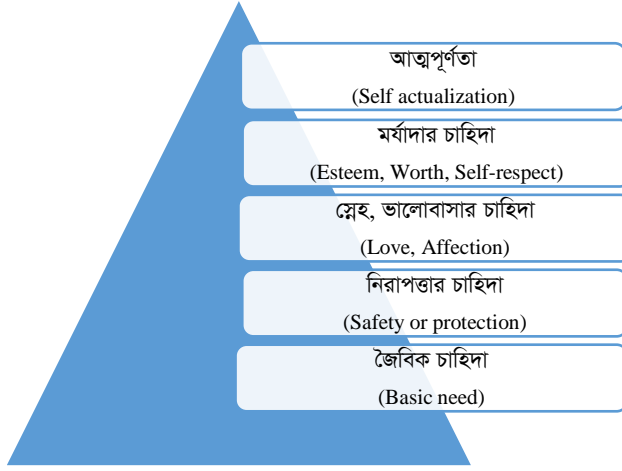 আত্মপূর্ণতা
(Self actualization)
মর্যাদার চাহিদা
(Esteem, Worth, Self-respect)
স্নেহ, ভালোবাসার চাহিদা
(Love, Affection)
নিরাপত্তার চাহিদা
(Safety or protection)
জৈবিক চাহিদা
(Basic need)